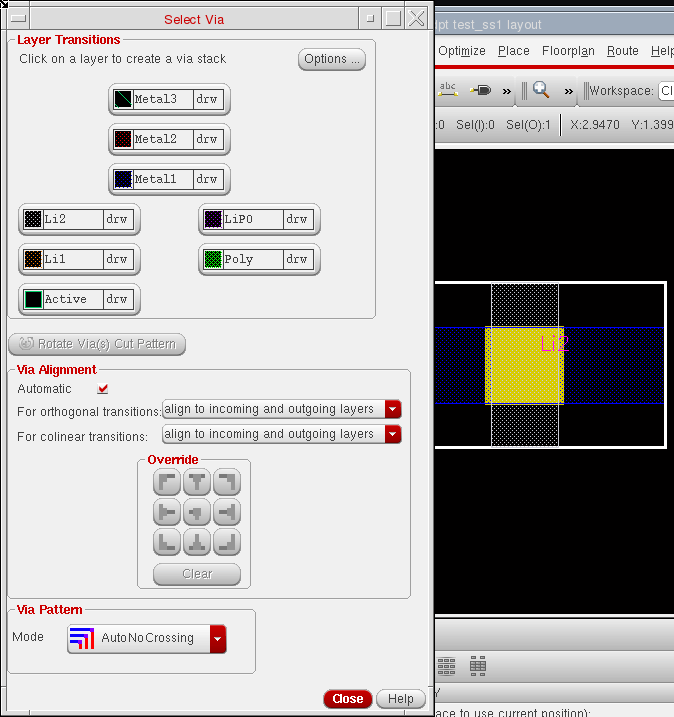 Select Via
Layer Transitions
Click on a layer to create a via stack
Options ...
Metal3 drw
Metal2 drw
Metal1 drw
Li2 drw
LiPO drw
Li1 drw
Poly drw
Active drw
Rotate Via(s) Cut Pattern
Via Alignment
Automatic
For orthogonal transitions: align to incoming and outgoing layers
For colinear transitions: align to incoming and outgoing layers
Override
Clear
Via Pattern
Mode AutoNoCrossing
Close Help
dpt test_ss1 layout
Optimize Place Floorplan Route Help
abc » » Workspace: Cl
:0 Sel(I):0 Sel(O):1 X:2.9470 Y:1.399
Li2
ace to use current position):